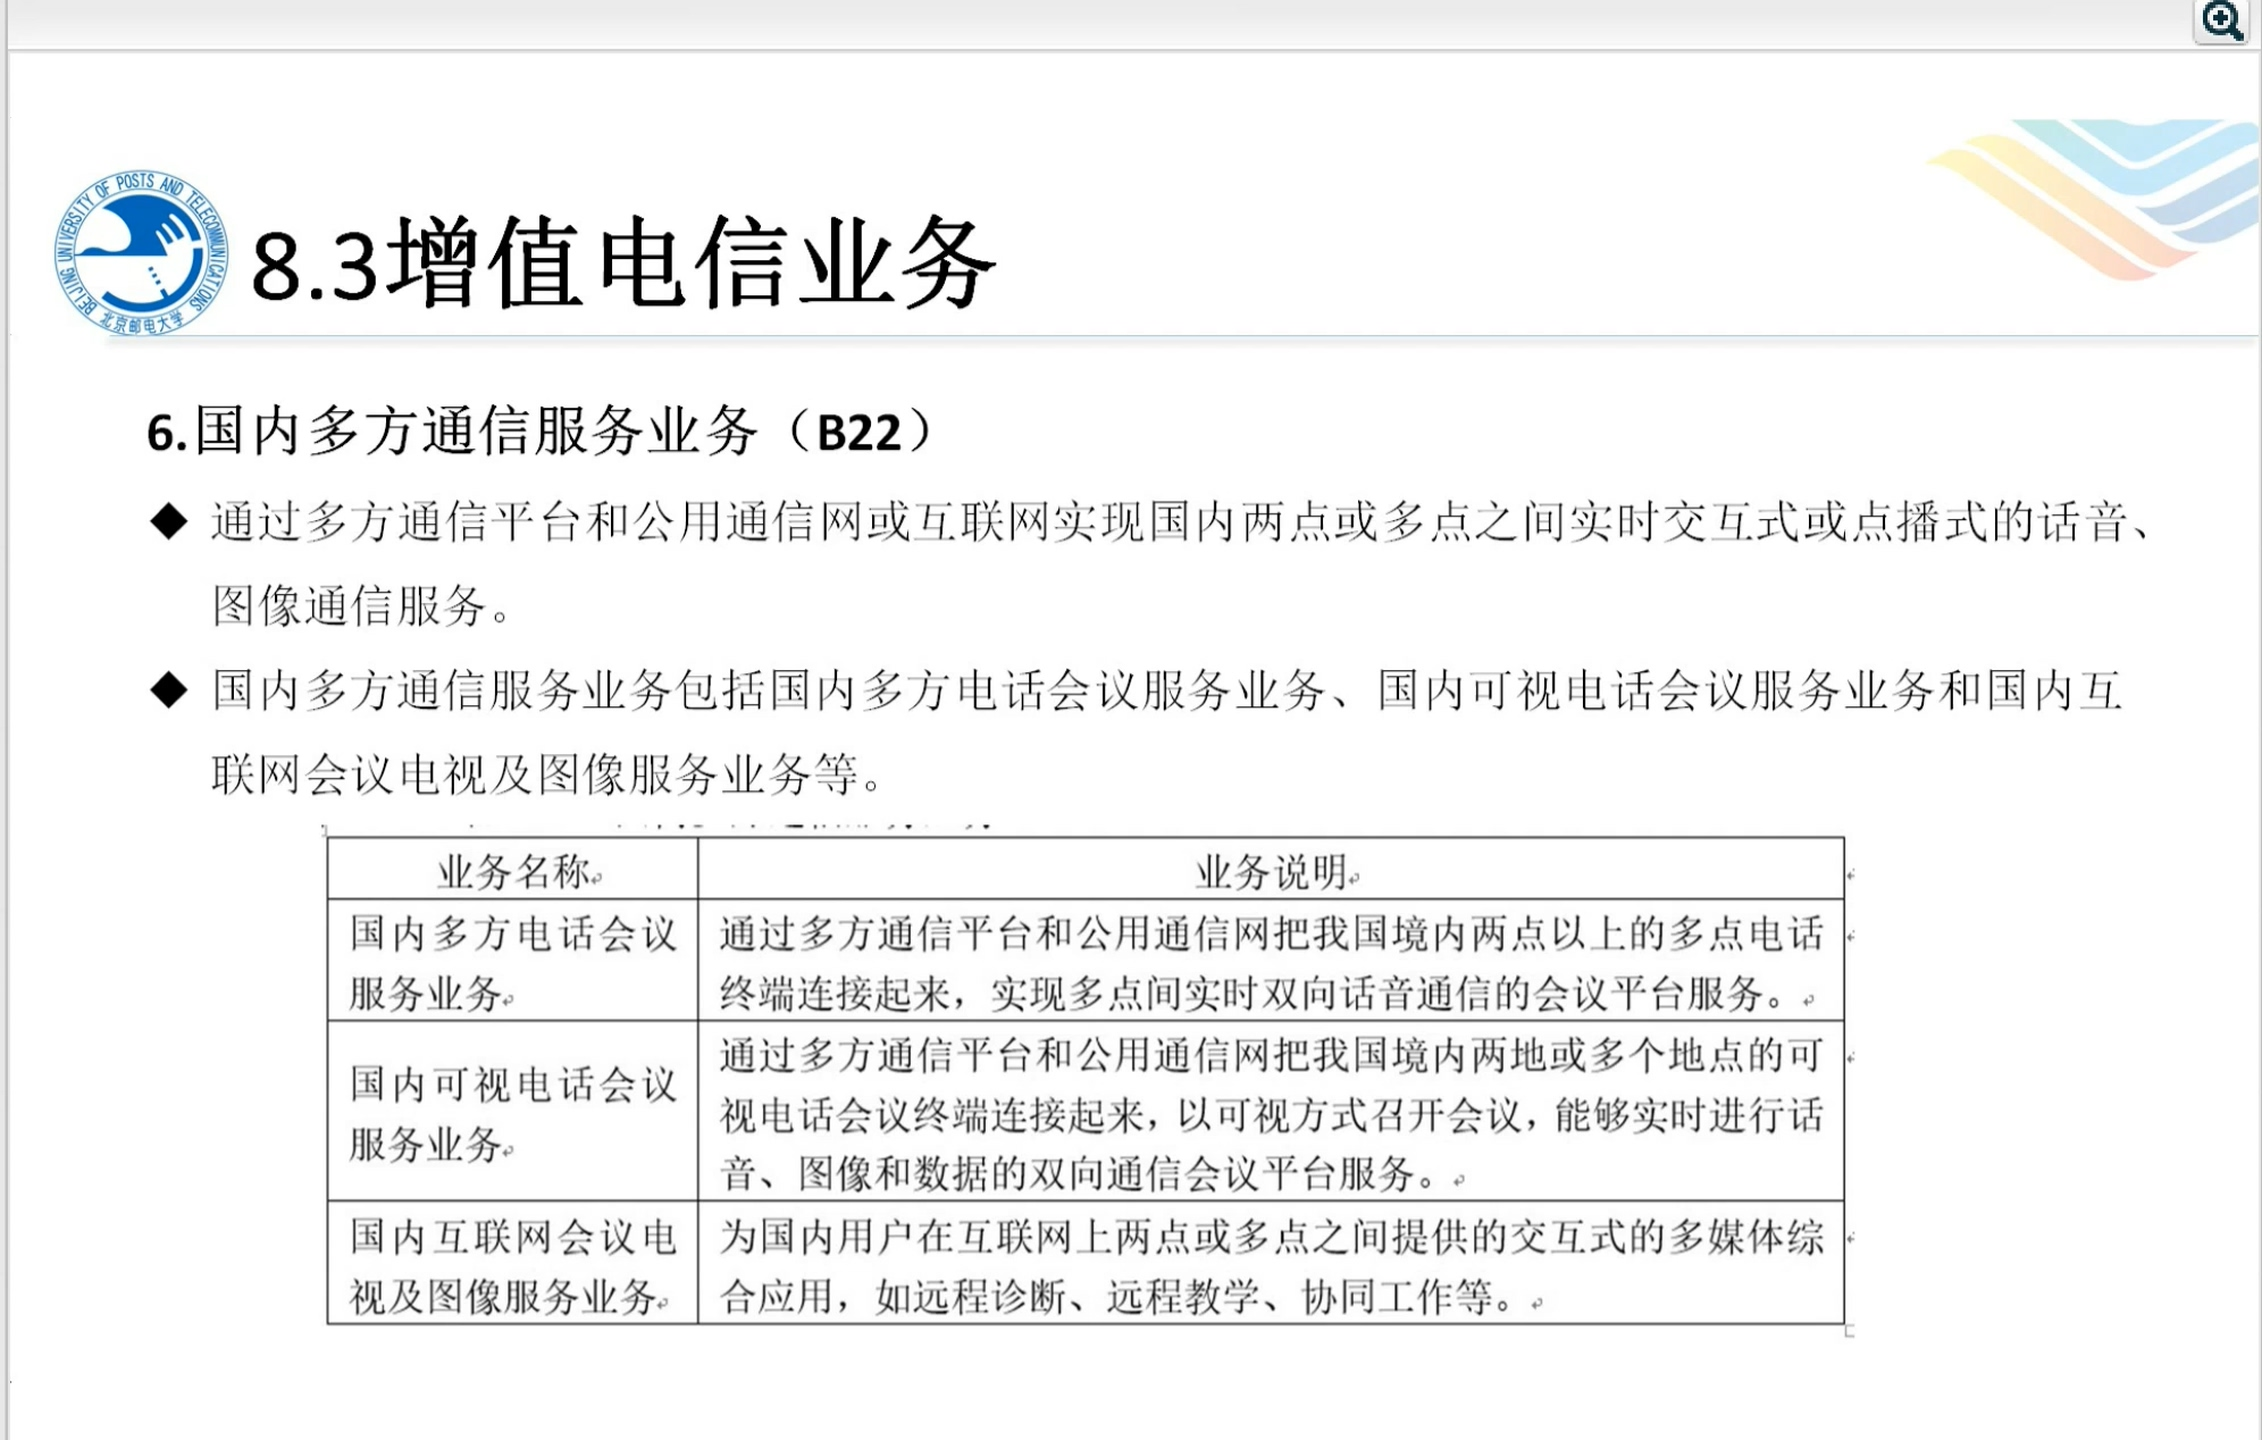 BEIJING UNIVERSITY OF POSTS AND TELECOMMUNICATIONS
北京邮电大学
8.3增值电信业务
6.国内多方通信服务业务（B22）
◆ 通过多方通信平台和公用通信网或互联网实现国内两点或多点之间实时交互式或点播式的话音、
图像通信服务。
◆ 国内多方通信服务业务包括国内多方电话会议服务业务、国内可视电话会议服务业务和国内互
联网会议电视及图像服务业务等。
业务名称
业务说明
国内多方电话会议
服务业务
通过多方通信平台和公用通信网把我国境内两点以上的多点电话
终端连接起来，实现多点间实时双向话音通信的会议平台服务。
国内可视电话会议
服务业务
通过多方通信平台和公用通信网把我国境内两地或多个地点的可
视电话会议终端连接起来，以可视方式召开会议，能够实时进行话
音、图像和数据的双向通信会议平台服务。
国内互联网会议电
视及图像服务业务
为国内用户在互联网上两点或多点之间提供的交互式的多媒体综
合应用，如远程诊断、远程教学、协同工作等。